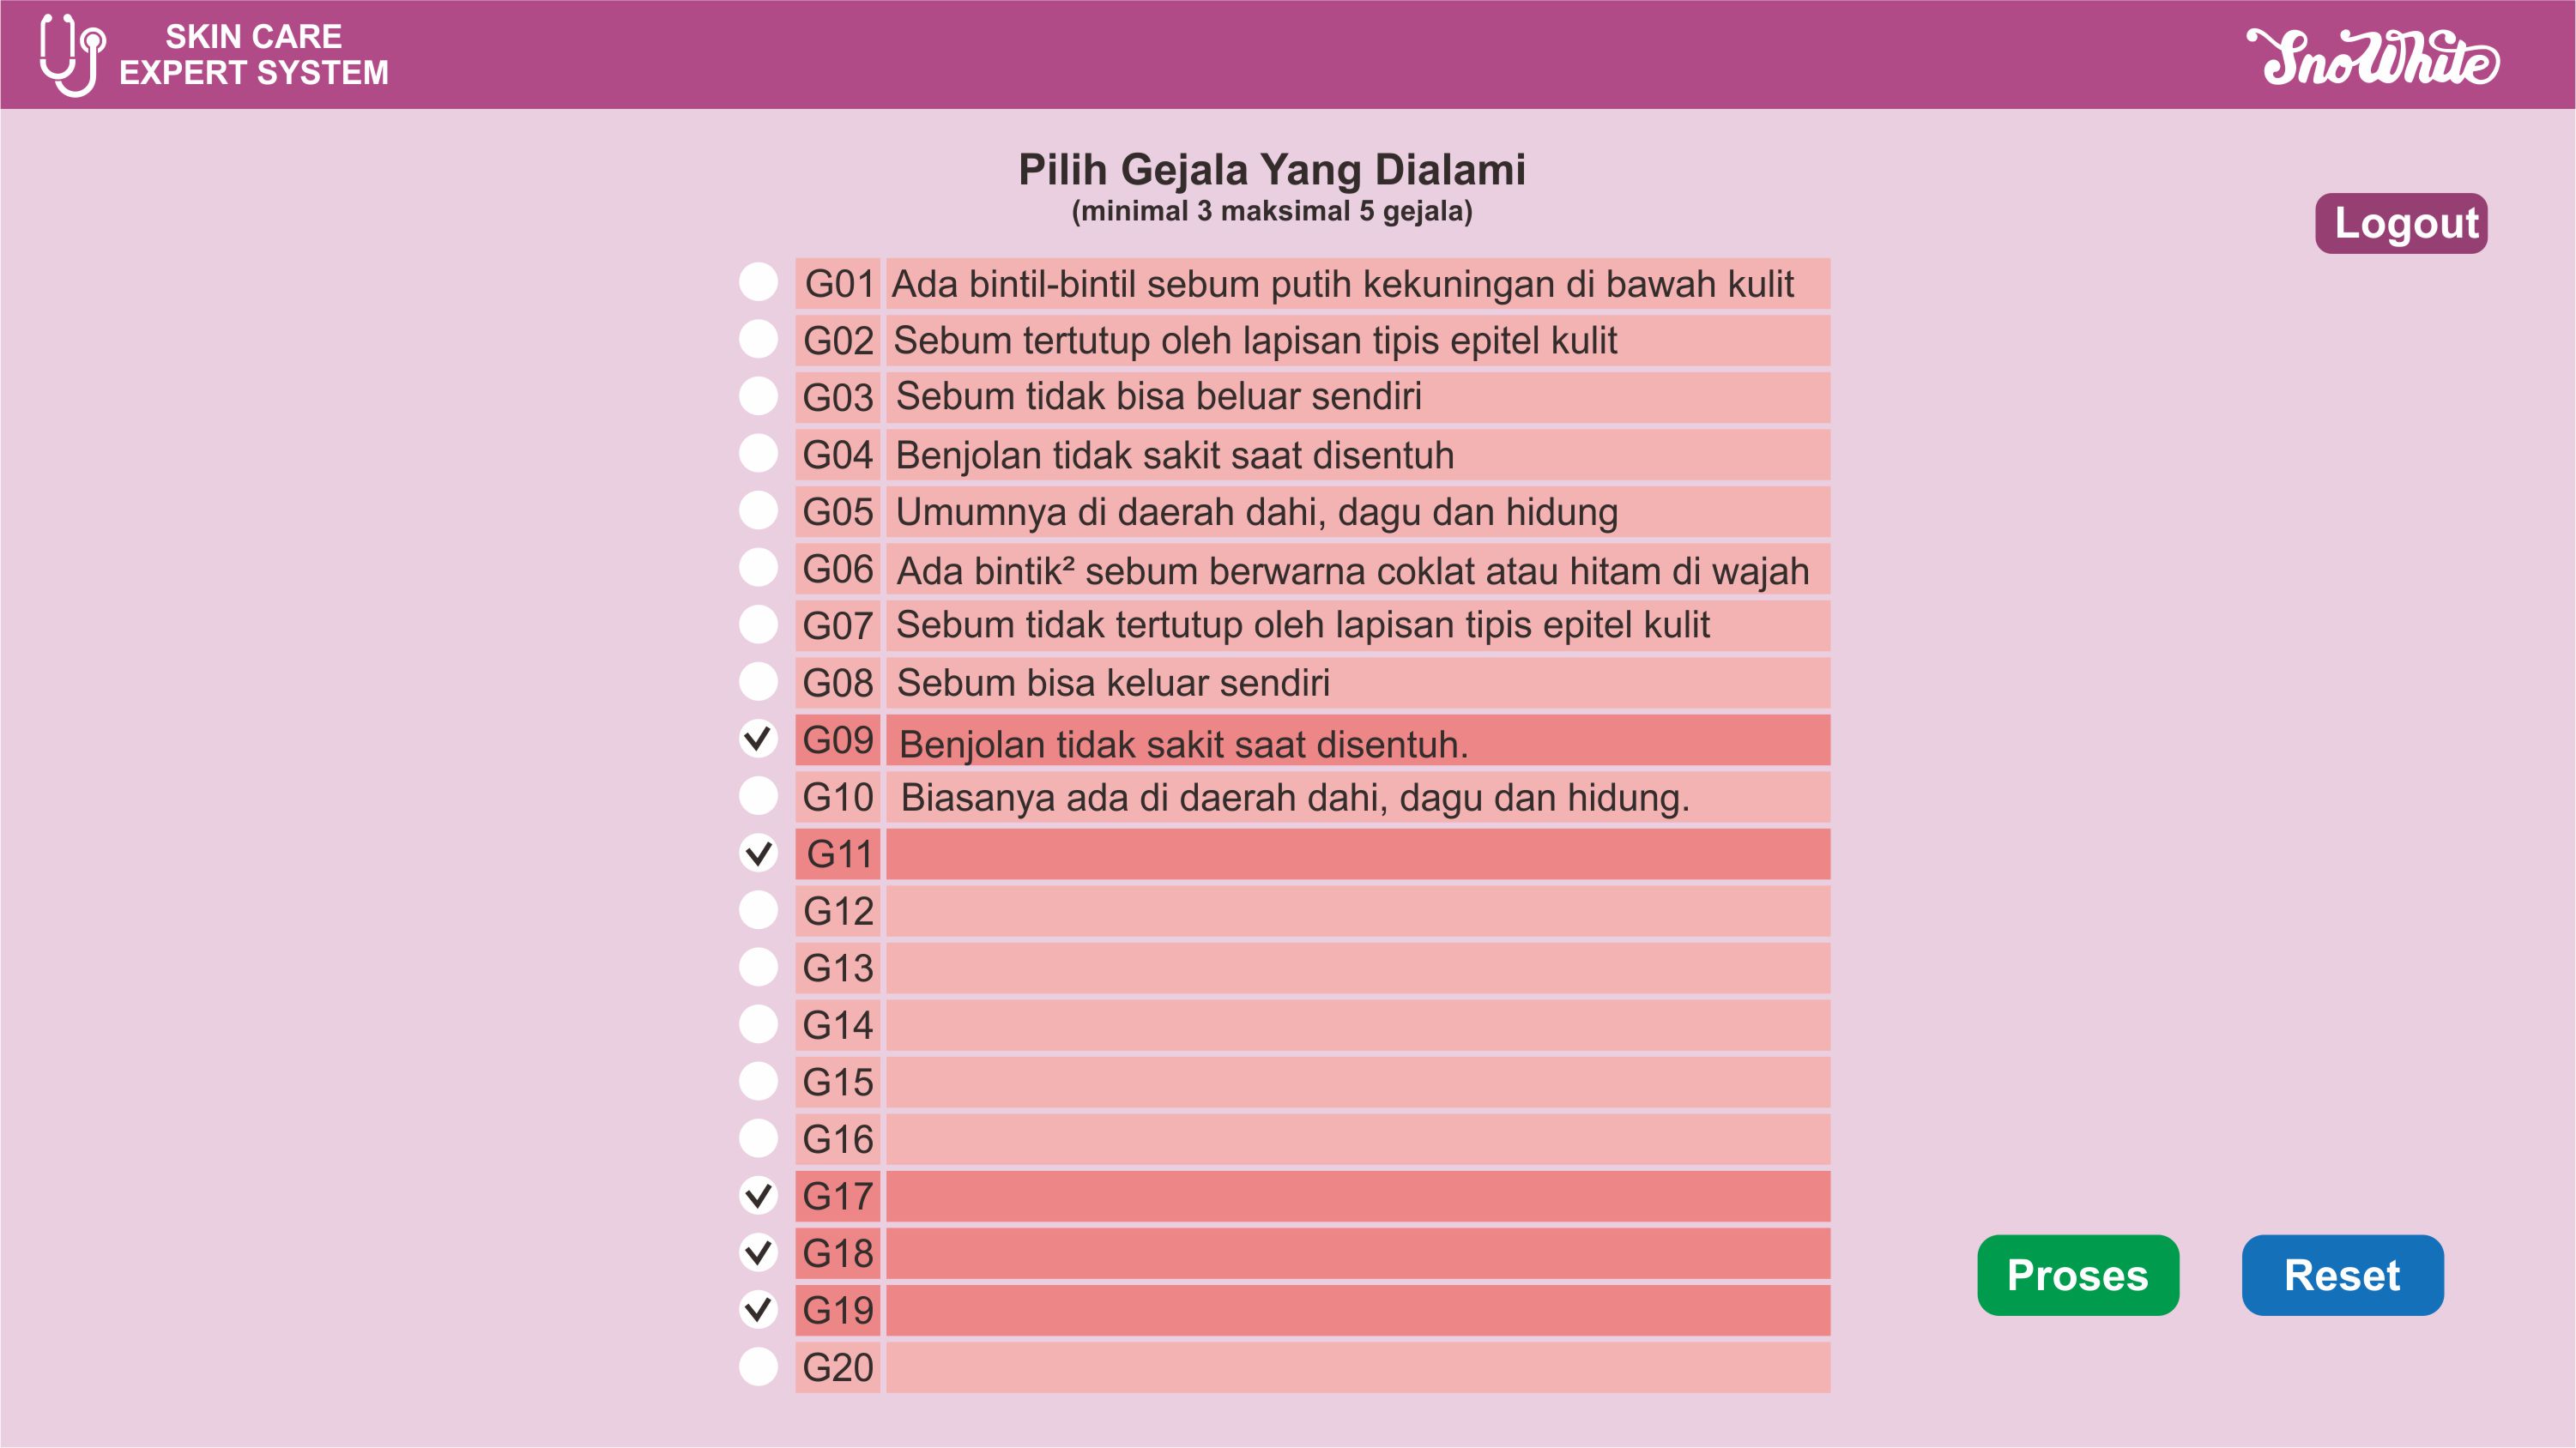 SKIN CARE
EXPERT SYSTEM
SnoWhite
Pilih Gejala Yang Dialami
(minimal 3 maksimal 5 gejala)
Logout
G01 Ada bintil-bintil sebum putih kekuningan di bawah kulit
G02 Sebum tertutup oleh lapisan tipis epitel kulit
G03 Sebum tidak bisa beluar sendiri
G04 Benjolan tidak sakit saat disentuh
G05 Umumnya di daerah dahi, dagu dan hidung
G06 Ada bintik² sebum berwarna coklat atau hitam di wajah
G07 Sebum tidak tertutup oleh lapisan tipis epitel kulit
G08 Sebum bisa keluar sendiri
G09 Benjolan tidak sakit saat disentuh.
G10 Biasanya ada di daerah dahi, dagu dan hidung.
G11
G12
G13
G14
G15
G16
G17
G18
G19
G20
Proses
Reset